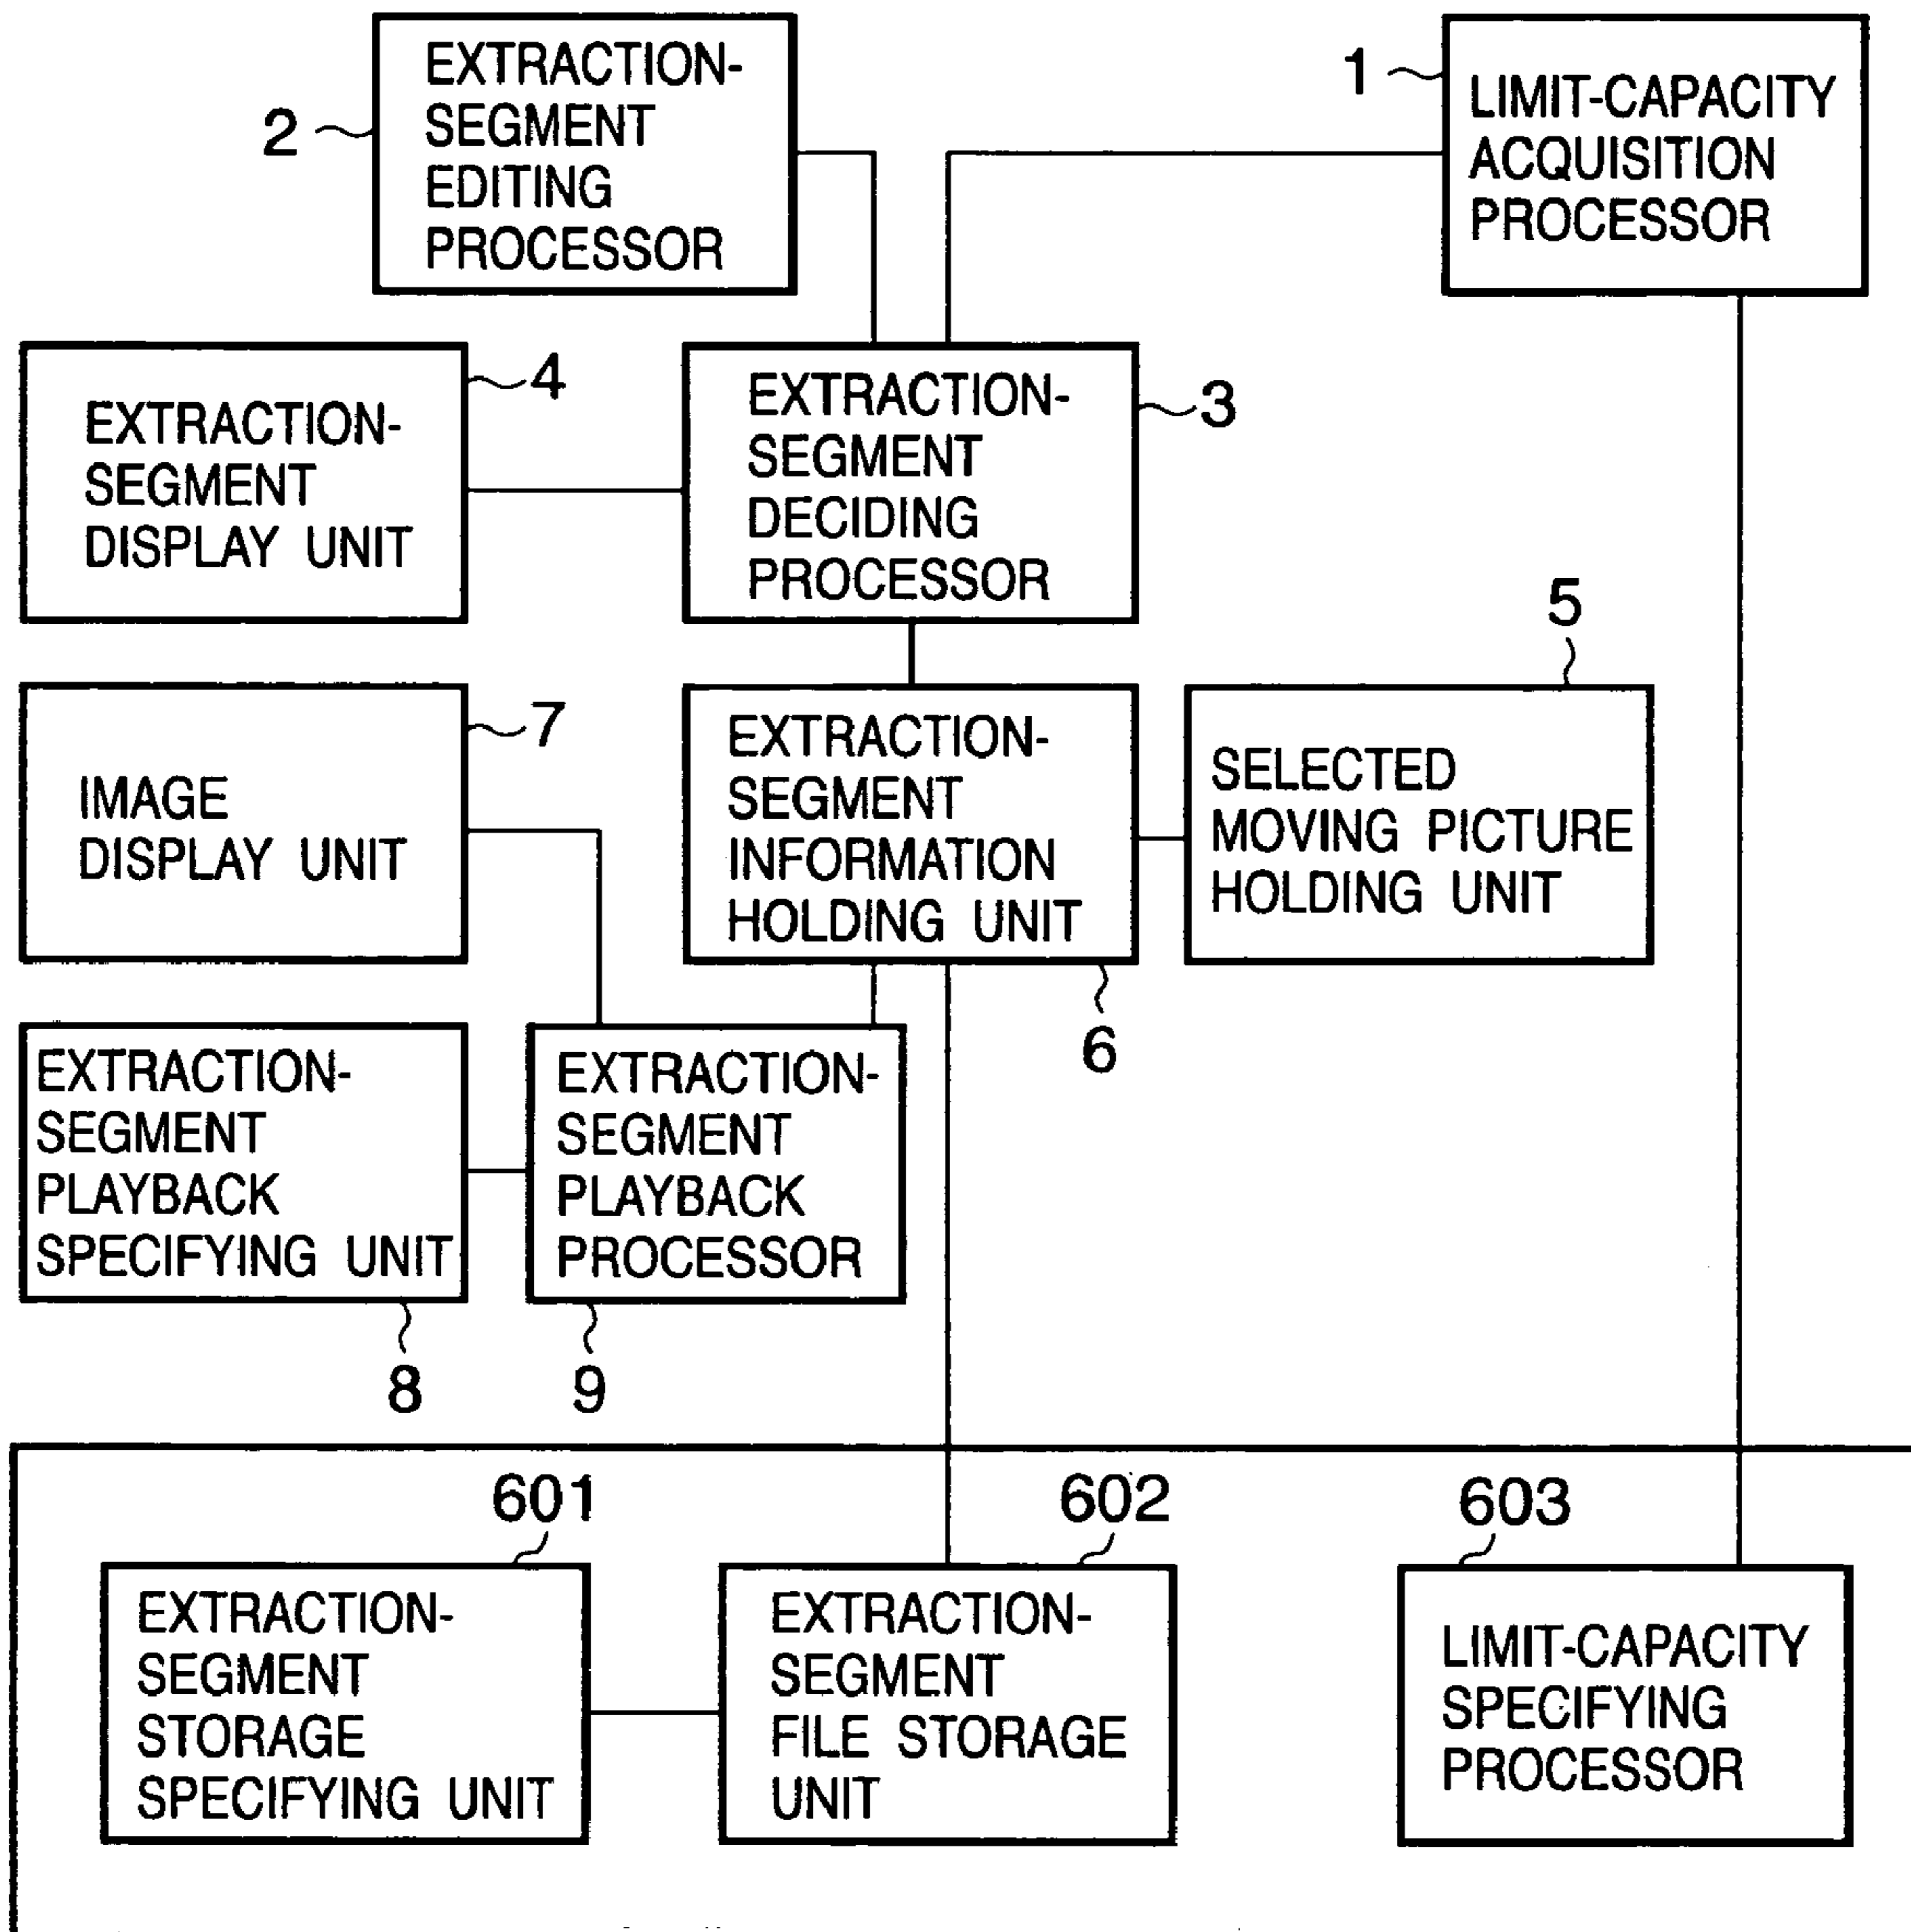 EXTRACTION-
SEGMENT
EDITING
PROCESSOR
2
1
LIMIT-CAPACITY
ACQUISITION
PROCESSOR
EXTRACTION-
SEGMENT
DISPLAY UNIT
4
EXTRACTION-
SEGMENT
DECIDING
PROCESSOR
3
5
IMAGE
DISPLAY UNIT
7
EXTRACTION-
SEGMENT
INFORMATION
HOLDING UNIT
6
SELECTED
MOVING PICTURE
HOLDING UNIT
EXTRACTION-
SEGMENT
PLAYBACK
SPECIFYING UNIT
8
EXTRACTION-
SEGMENT
PLAYBACK
PROCESSOR
9
601
EXTRACTION-
SEGMENT
STORAGE
SPECIFYING UNIT
602
EXTRACTION-
SEGMENT
FILE STORAGE
UNIT
603
LIMIT-CAPACITY
SPECIFYING
PROCESSOR